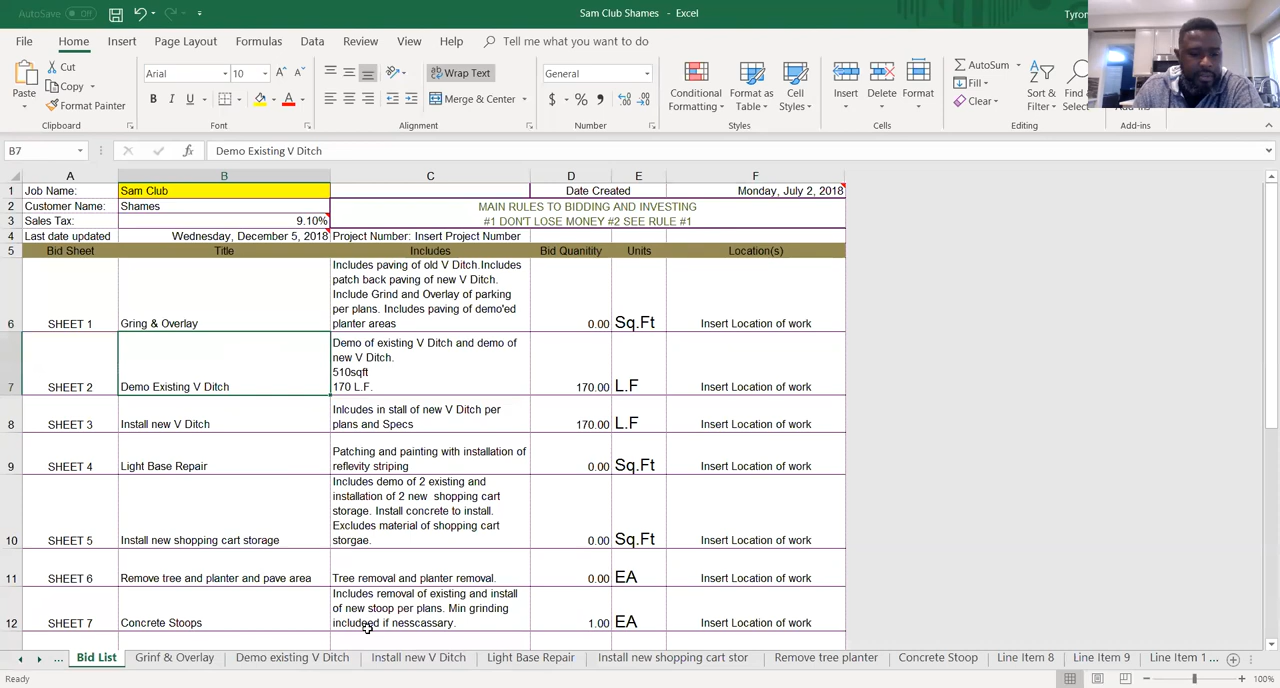 AutoSave Off
Sam Club Shames - Excel
Tyron
File Home Insert Page Layout Formulas Data Review View Help Tell me what you want to do
Paste
Cut
Copy
Format Painter
Clipboard
Arial 10
B I U
Font
Wrap Text
Merge & Center
Alignment
General
$ % ,
Number
Conditional Formatting
Format as Table
Cell Styles
Styles
Insert
Delete
Format
Cells
AutoSum
Fill
Clear
Sort & Filter
Find
Select
Editing
Add-ins
B7 fx Demo Existing V Ditch
A B C D E F
1 Job Name: Sam Club Date Created Monday, July 2, 2018
2 Customer Name: Shames MAIN RULES TO BIDDING AND INVESTING
3 Sales Tax: 9.10% #1 DON'T LOSE MONEY #2 SEE RULE #1
4 Last date updated Wednesday, December 5, 2018 Project Number: Insert Project Number
5 Bid Sheet Title Includes Bid Quanitity Units Location(s)
Includes paving of old V Ditch.Includes
patch back paving of new V Ditch.
Include Grind and Overlay of parking
per plans. Includes paving of demo'ed
6 SHEET 1 Gring & Overlay planter areas 0.00 Sq.Ft Insert Location of work
Demo of existing V Ditch and demo of
new V Ditch.
510sqft
7 SHEET 2 Demo Existing V Ditch 170 L.F. 170.00 L.F Insert Location of work
Inlcudes in stall of new V Ditch per
8 SHEET 3 Install new V Ditch plans and Specs 170.00 L.F Insert Location of work
Patching and painting with installation of
9 SHEET 4 Light Base Repair reflevity striping 0.00 Sq.Ft Insert Location of work
Includes demo of 2 existing and
installation of 2 new shopping cart
storage. Install concrete to install.
Excludes material of shopping cart
10 SHEET 5 Install new shopping cart storage storgae. 0.00 Sq.Ft Insert Location of work
11 SHEET 6 Remove tree and planter and pave area Tree removal and planter removal. 0.00 EA Insert Location of work
Includes removal of existing and install
of new stoop per plans. Min grinding
12 SHEET 7 Concrete Stoops includeed if nesscassary. 1.00 EA Insert Location of work
... Bid List Grinf & Overlay Demo existing V Ditch Install new V Ditch Light Base Repair Install new shopping cart stor Remove tree planter Concrete Stoop Line Item 8 Line Item 9 Line Item 1 ...
Ready 100%